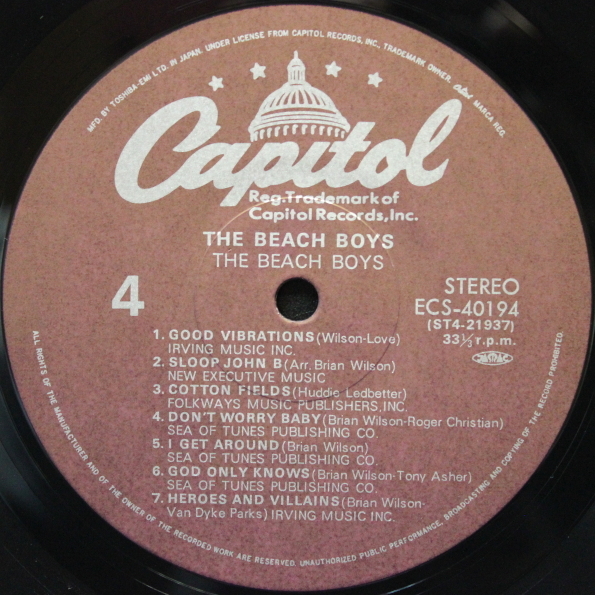 MFD. BY TOSHIBA-EMI LTD. IN JAPAN. UNDER LICENSE FROM CAPITOL RECORDS, INC., TRADEMARK OWNER. Capitol MARCA REG.
Capitol
Reg. Trademark of
Capitol Records, Inc.
THE BEACH BOYS
THE BEACH BOYS
4
STEREO
ECS-40194
(ST4-21937)
33⅓ r.p.m.
JASRAC
1. GOOD VIBRATIONS (Wilson-Love)
IRVING MUSIC INC.
2. SLOOP JOHN B (Arr. Brian Wilson)
NEW EXECUTIVE MUSIC
3. COTTON FIELDS (Huddie Ledbetter)
FOLKWAYS MUSIC PUBLISHERS, INC.
4. DON'T WORRY BABY (Brian Wilson-Roger Christian)
SEA OF TUNES PUBLISHING CO.
5. I GET AROUND (Brian Wilson)
SEA OF TUNES PUBLISHING CO.
6. GOD ONLY KNOWS (Brian Wilson-Tony Asher)
SEA OF TUNES PUBLISHING CO.
7. HEROES AND VILLAINS (Brian Wilson-
Van Dyke Parks) IRVING MUSIC INC.
ALL RIGHTS OF THE MANUFACTURER AND OF THE OWNER OF THE RECORDED WORK ARE RESERVED. UNAUTHORIZED PUBLIC PERFORMANCE, BROADCASTING AND COPYING OF THE RECORD PROHIBITED.